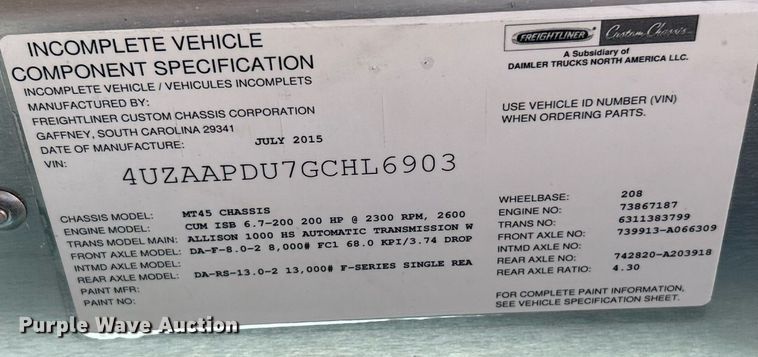 INCOMPLETE VEHICLE
COMPONENT SPECIFICATION
INCOMPLETE VEHICLE / VEHICULES INCOMPLETS
MANUFACTURED BY:
FREIGHTLINER CUSTOM CHASSIS CORPORATION
GAFFNEY, SOUTH CAROLINA 29341
DATE OF MANUFACTURE: JULY 2015
VIN:
4UZAAPDU7GCHL6903
FREIGHTLINER Custom Chassis
A Subsidiary of
DAIMLER TRUCKS NORTH AMERICA LLC.
USE VEHICLE ID NUMBER (VIN)
WHEN ORDERING PARTS.
CHASSIS MODEL: MT45 CHASSIS
ENGINE MODEL: CUM ISB 6.7-200 200 HP @ 2300 RPM, 2600
TRANS MODEL MAIN: ALLISON 1000 HS AUTOMATIC TRANSMISSION W
FRONT AXLE MODEL: DA-F-8.0-2 8,000# FC1 68.0 KPI/3.74 DROP
INTMD AXLE MODEL:
REAR AXLE MODEL: DA-RS-13.0-2 13,000# F-SERIES SINGLE REA
PAINT MFR:
PAINT NO:
WHEELBASE: 208
ENGINE NO: 73867187
TRANS NO: 6311383799
FRONT AXLE NO: 739913-A066309
INTMD AXLE NO:
REAR AXLE NO: 742820-A203918
REAR AXLE RATIO: 4.30
FOR COMPLETE PAINT INFORMATION,
SEE VEHICLE SPECIFICATION SHEET.
Purple Wave Auction